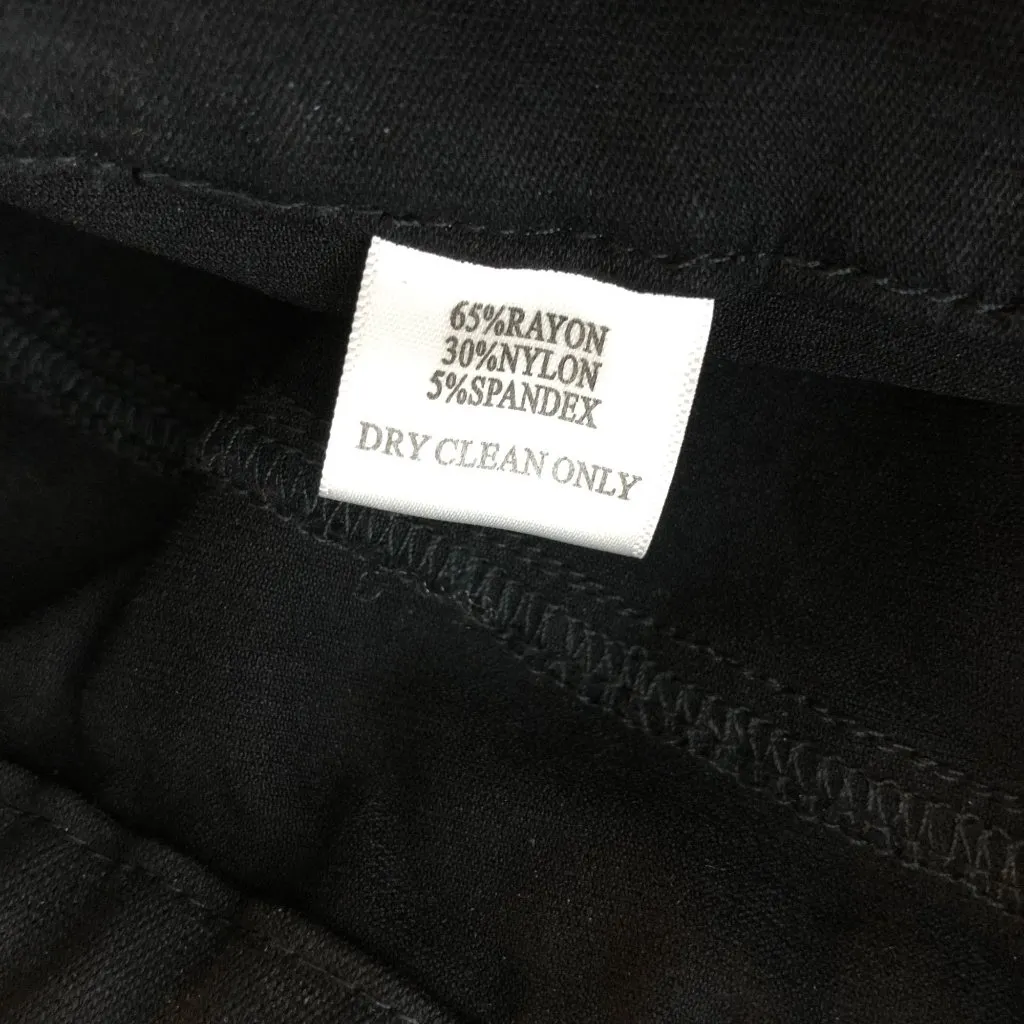 65%RAYON
30%NYLON
5%SPANDEX
DRY CLEAN ONLY